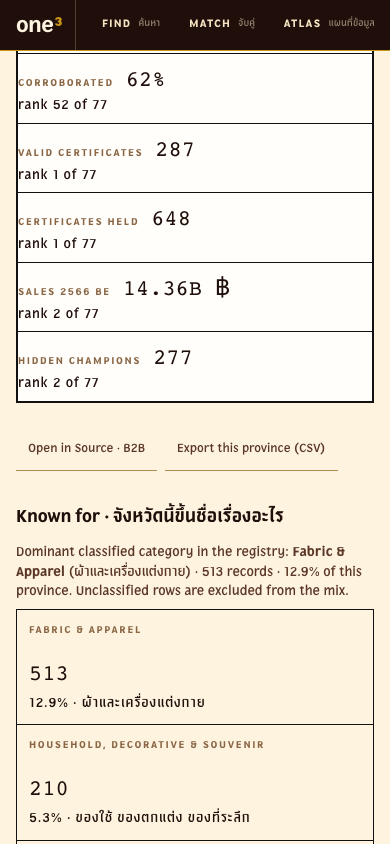 one³ FIND ค้นหา MATCH จับคู่ ATLAS แผนที่ข้อมูล
CORROBORATED 62%
rank 52 of 77
VALID CERTIFICATES 287
rank 1 of 77
CERTIFICATES HELD 648
rank 1 of 77
SALES 2566 BE 14.36B ฿
rank 2 of 77
HIDDEN CHAMPIONS 277
rank 2 of 77
Open in Source · B2B Export this province (CSV)
Known for · จังหวัดนี้ขึ้นชื่อเรื่องอะไร
Dominant classified category in the registry: Fabric &
Apparel (ผ้าและเครื่องแต่งกาย) · 513 records · 12.9% of this
province. Unclassified rows are excluded from the mix.
FABRIC & APPAREL
513
12.9% · ผ้าและเครื่องแต่งกาย
HOUSEHOLD, DECORATIVE & SOUVENIR
210
5.3% · ของใช้ ของตกแต่ง ของที่ระลึก